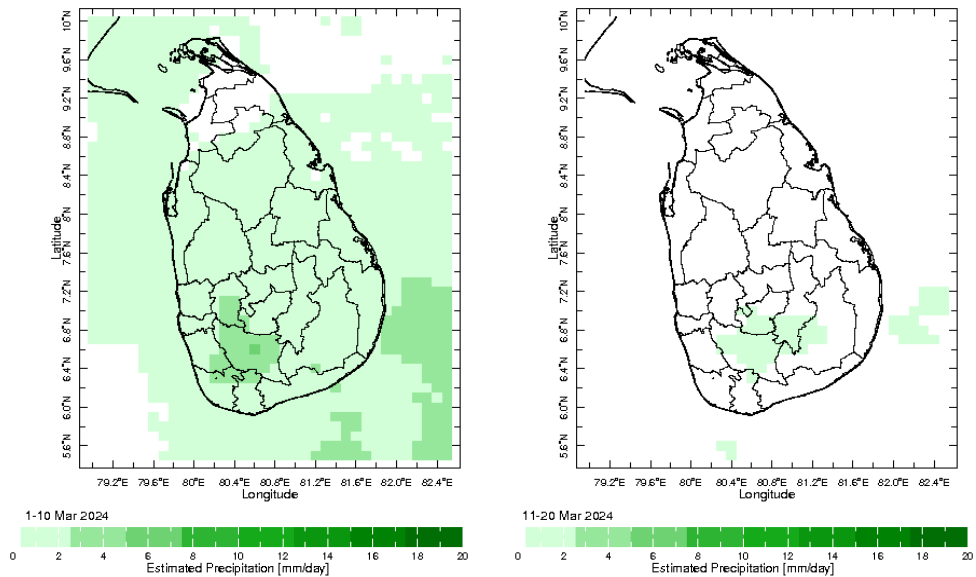 10°N
9.6°N
9.2°N
8.8°N
8.4°N
8°N
7.6°N
7.2°N
6.8°N
6.4°N
6.0°N
5.6°N
Latitude
79.2°E 79.6°E 80°E 80.4°E 80.8°E 81.2°E 81.6°E 82.0°E 82.4°E
Longitude
1-10 Mar 2024
0 2 4 6 8 10 12 14 16 18 20
Estimated Precipitation [mm/day]
10°N
9.6°N
9.2°N
8.8°N
8.4°N
8°N
7.6°N
7.2°N
6.8°N
6.4°N
6.0°N
5.6°N
Latitude
79.2°E 79.6°E 80°E 80.4°E 80.8°E 81.2°E 81.6°E 82.0°E 82.4°E
Longitude
11-20 Mar 2024
0 2 4 6 8 10 12 14 16 18 20
Estimated Precipitation [mm/day]